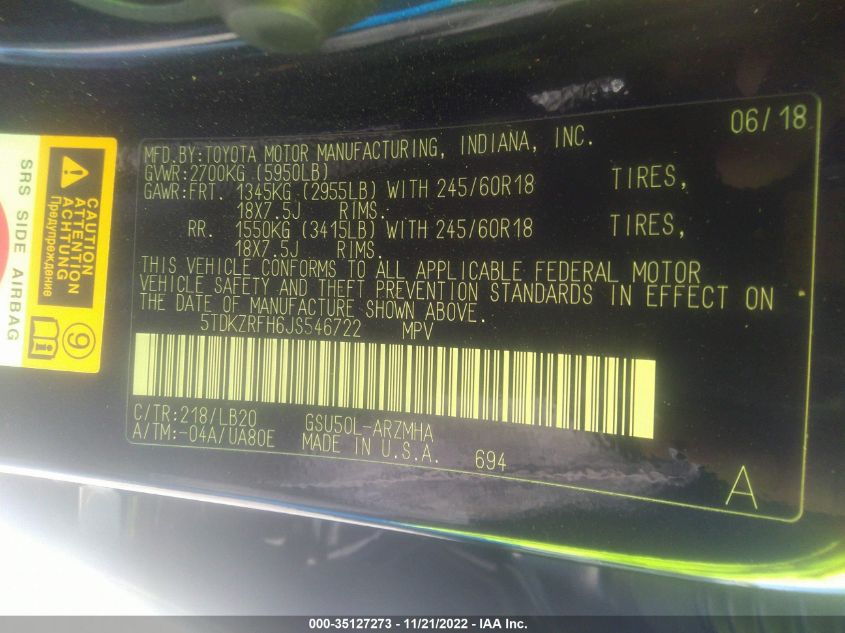 06/18
MFD.BY:TOYOTA MOTOR MANUFACTURING, INDIANA, INC.
GVWR:2700KG (5950LB)
GAWR:FRT. 1345KG (2955LB) WITH 245/60R18 TIRES,
18X7.5J RIMS.
RR. 1550KG (3415LB) WITH 245/60R18 TIRES,
18X7.5J RIMS.
THIS VEHICLE CONFORMS TO ALL APPLICABLE FEDERAL MOTOR
VEHICLE SAFETY AND THEFT PREVENTION STANDARDS IN EFFECT ON
THE DATE OF MANUFACTURE SHOWN ABOVE.
5TDKZRFH6JS546722 MPV
C/TR:218/LB20 GSU50L-ARZMHA
A/TM:-04A/UA80E MADE IN U.S.A. 694
A
SRS SIDE AIRBAG
CAUTION
ATTENTION
ACHTUNG
Предупреждение
9
000-35127273 - 11/21/2022 - IAA Inc.